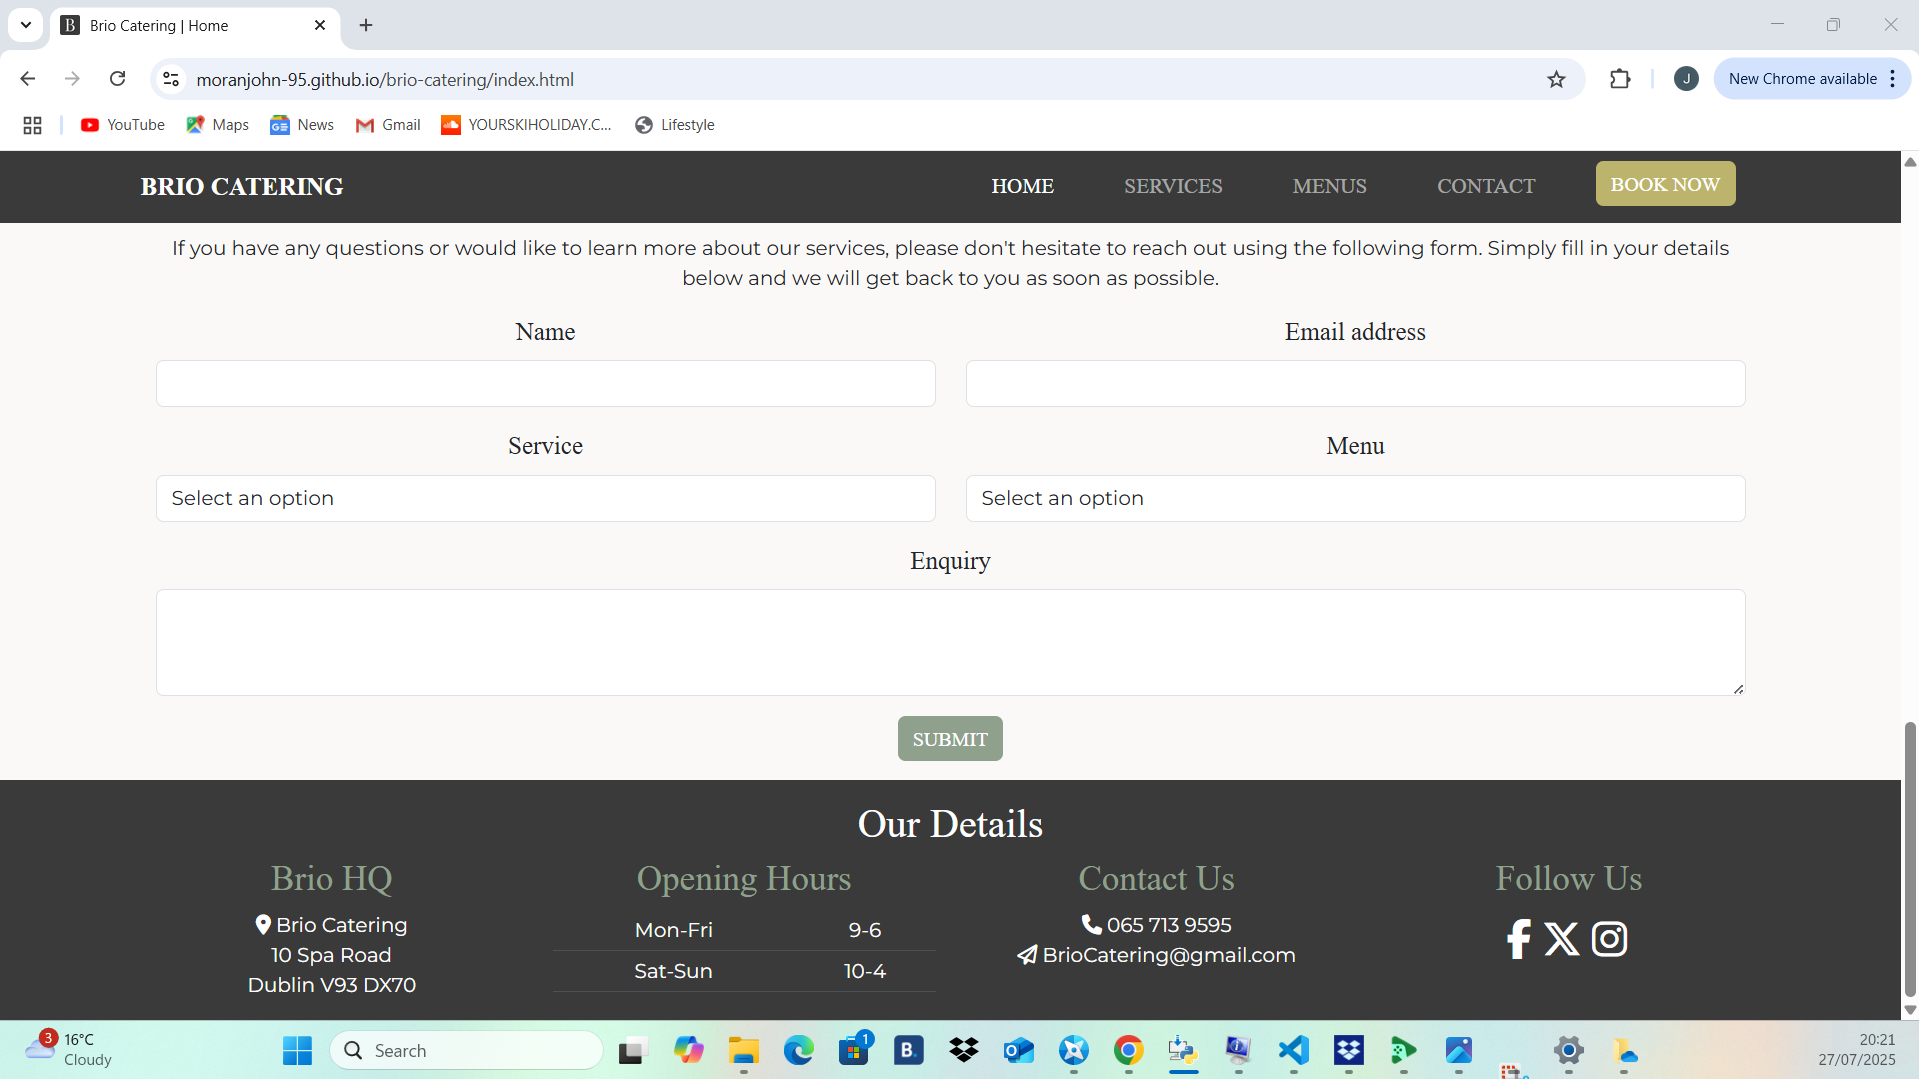 B Brio Catering | Home
moranjohn-95.github.io/brio-catering/index.html
J
New Chrome available
YouTube
Maps
News
Gmail
YOURSKIHOLIDAY.C...
Lifestyle
BRIO CATERING
HOME
SERVICES
MENUS
CONTACT
BOOK NOW
If you have any questions or would like to learn more about our services, please don't hesitate to reach out using the following form. Simply fill in your details
below and we will get back to you as soon as possible.
Name
Email address
Service
Menu
Select an option
Select an option
Enquiry
SUBMIT
Our Details
Brio HQ
Brio Catering
10 Spa Road
Dublin V93 DX70
Opening Hours
Mon-Fri 9-6
Sat-Sun 10-4
Contact Us
065 713 9595
BrioCatering@gmail.com
Follow Us
3
16°C
Cloudy
Search
1
B.
20:21
27/07/2025